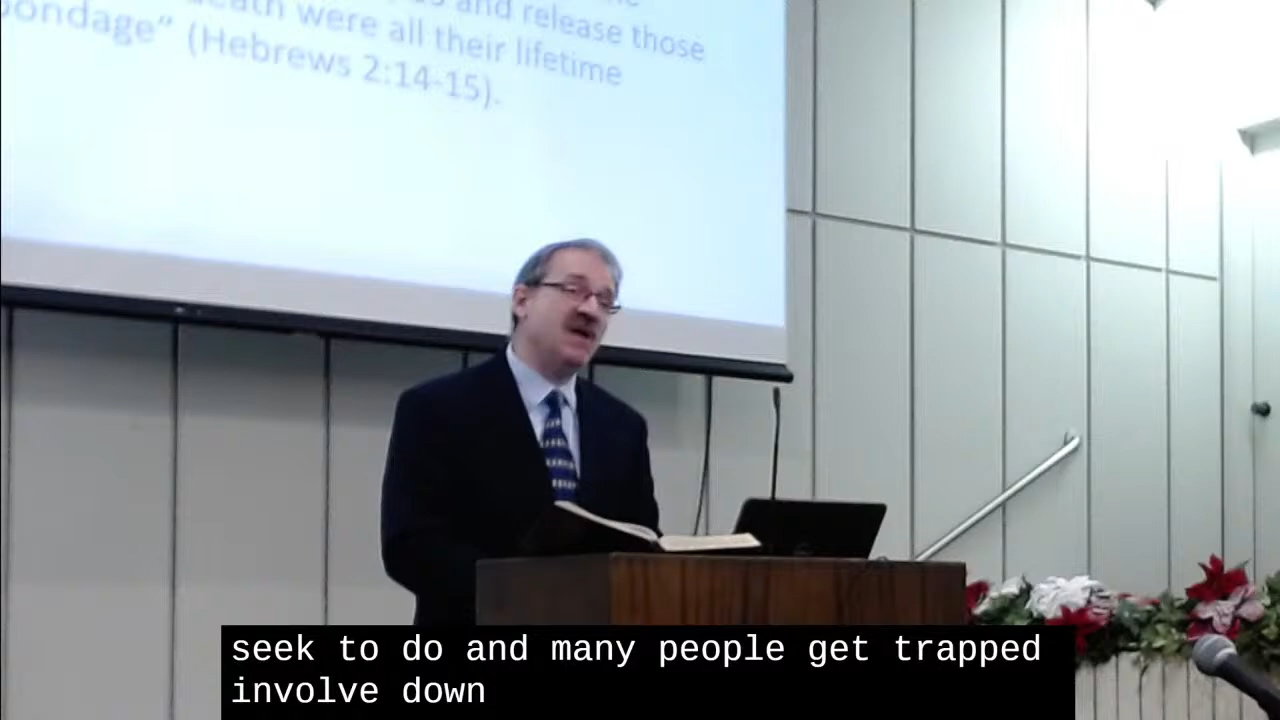 and release those
death were all their lifetime
bondage” (Hebrews 2:14-15).
seek to do and many people get trapped
involve down